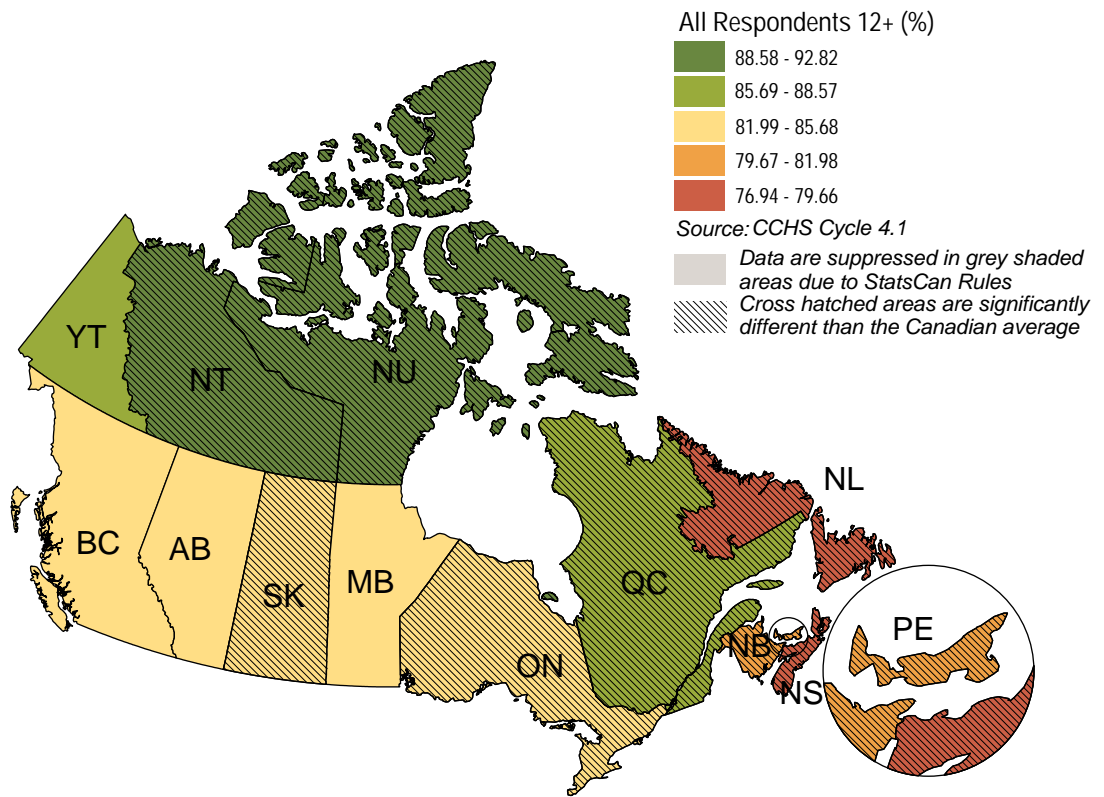 All Respondents 12+ (%)
88.58 - 92.82
85.69 - 88.57
81.99 - 85.68
79.67 - 81.98
76.94 - 79.66
Source: CCHS Cycle 4.1
Data are suppressed in grey shaded
areas due to StatsCan Rules
Cross hatched areas are significantly
different than the Canadian average
YT
NT
NU
BC
AB
SK
MB
ON
QC
NL
NB
NS
PE